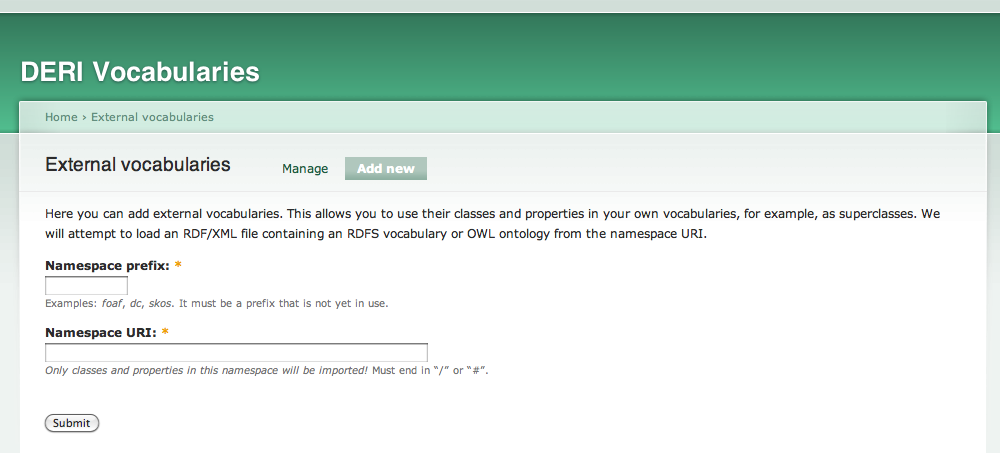 DERI Vocabularies
Home › External vocabularies
External vocabularies
Manage
Add new
Here you can add external vocabularies. This allows you to use their classes and properties in your own vocabularies, for example, as superclasses. We
will attempt to load an RDF/XML file containing an RDFS vocabulary or OWL ontology from the namespace URI.
Namespace prefix: *
Examples: foaf, dc, skos. It must be a prefix that is not yet in use.
Namespace URI: *
Only classes and properties in this namespace will be imported! Must end in “/” or “#”.
Submit